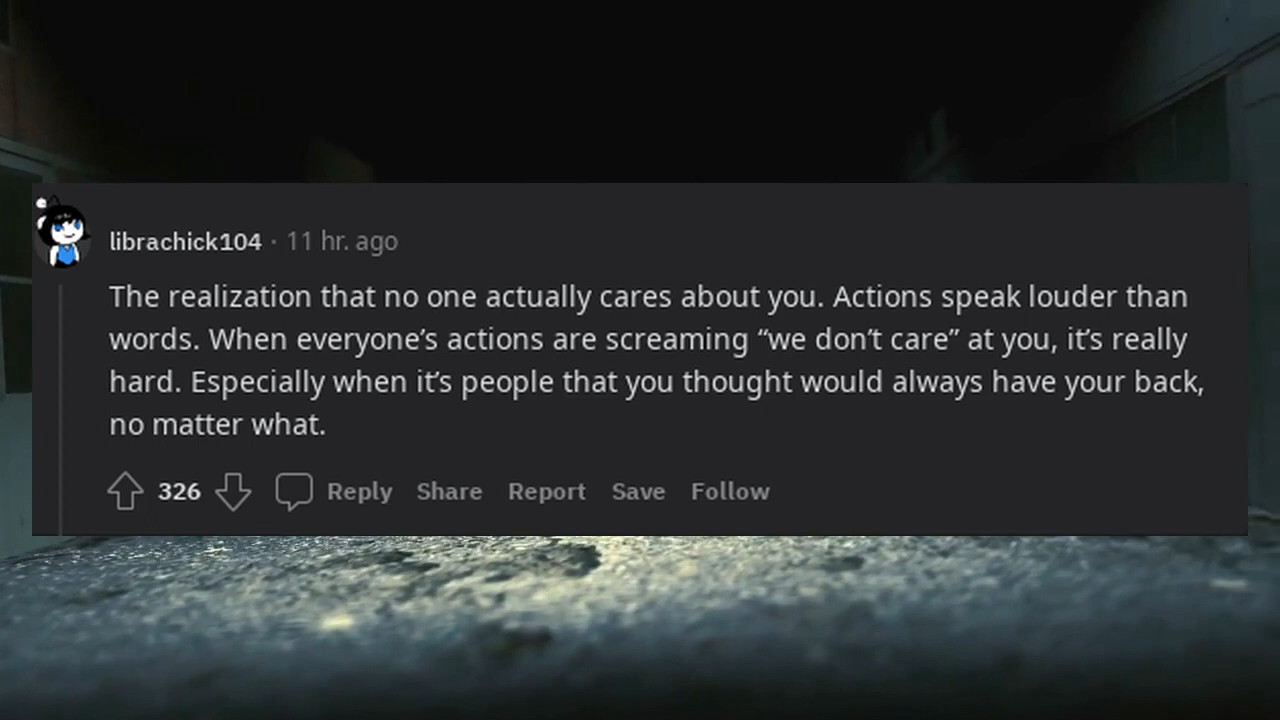 librachick104 · 11 hr. ago
The realization that no one actually cares about you. Actions speak louder than
words. When everyone’s actions are screaming “we don’t care” at you, it’s really
hard. Especially when it’s people that you thought would always have your back,
no matter what.
326 Reply Share Report Save Follow